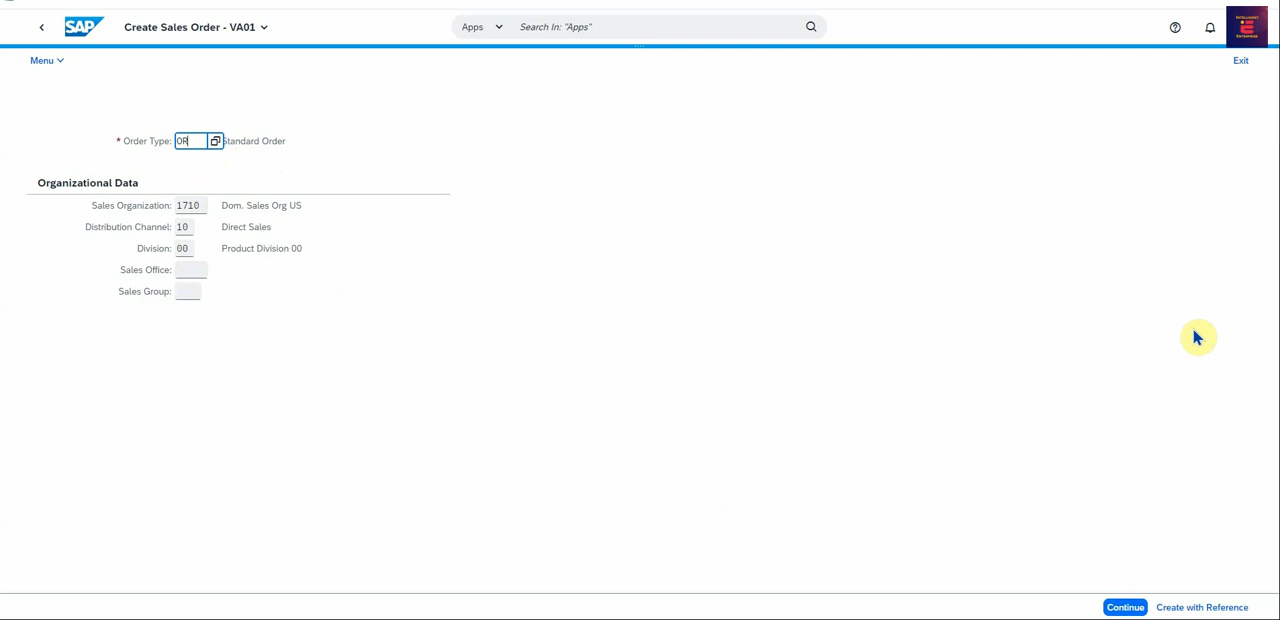 SAP Create Sales Order - VA01 Apps Search In: "Apps"
INTELLIGENT
ENTERPRISE
Menu Exit
* Order Type: OR Standard Order
Organizational Data
Sales Organization: 1710 Dom. Sales Org US
Distribution Channel: 10 Direct Sales
Division: 00 Product Division 00
Sales Office:
Sales Group:
Continue Create with Reference